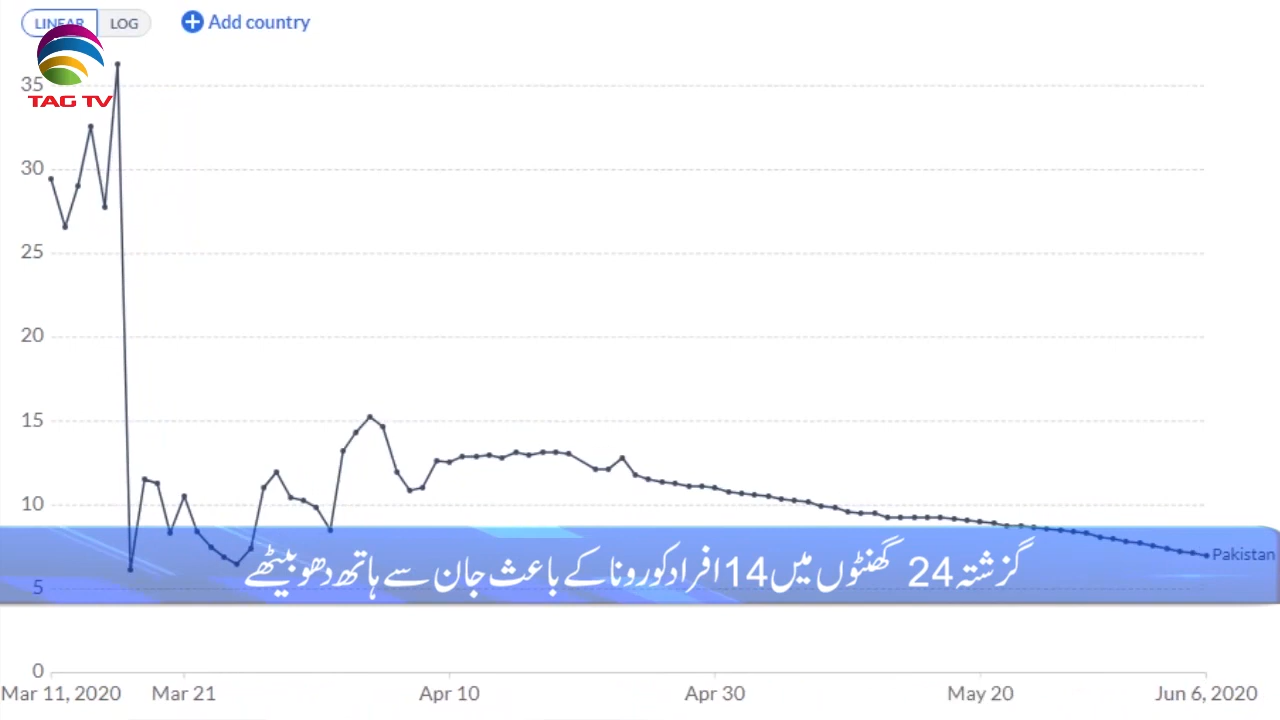 LINEAR LOG Add country
TAG TV
35
30
25
20
15
10
Pakistan
گزشتہ 24 گھنٹوں میں 14 افراد کورونا کے باعث جان سے ہاتھ دھو بیٹھے
5
0
Mar 11, 2020 Mar 21 Apr 10 Apr 30 May 20 Jun 6, 2020